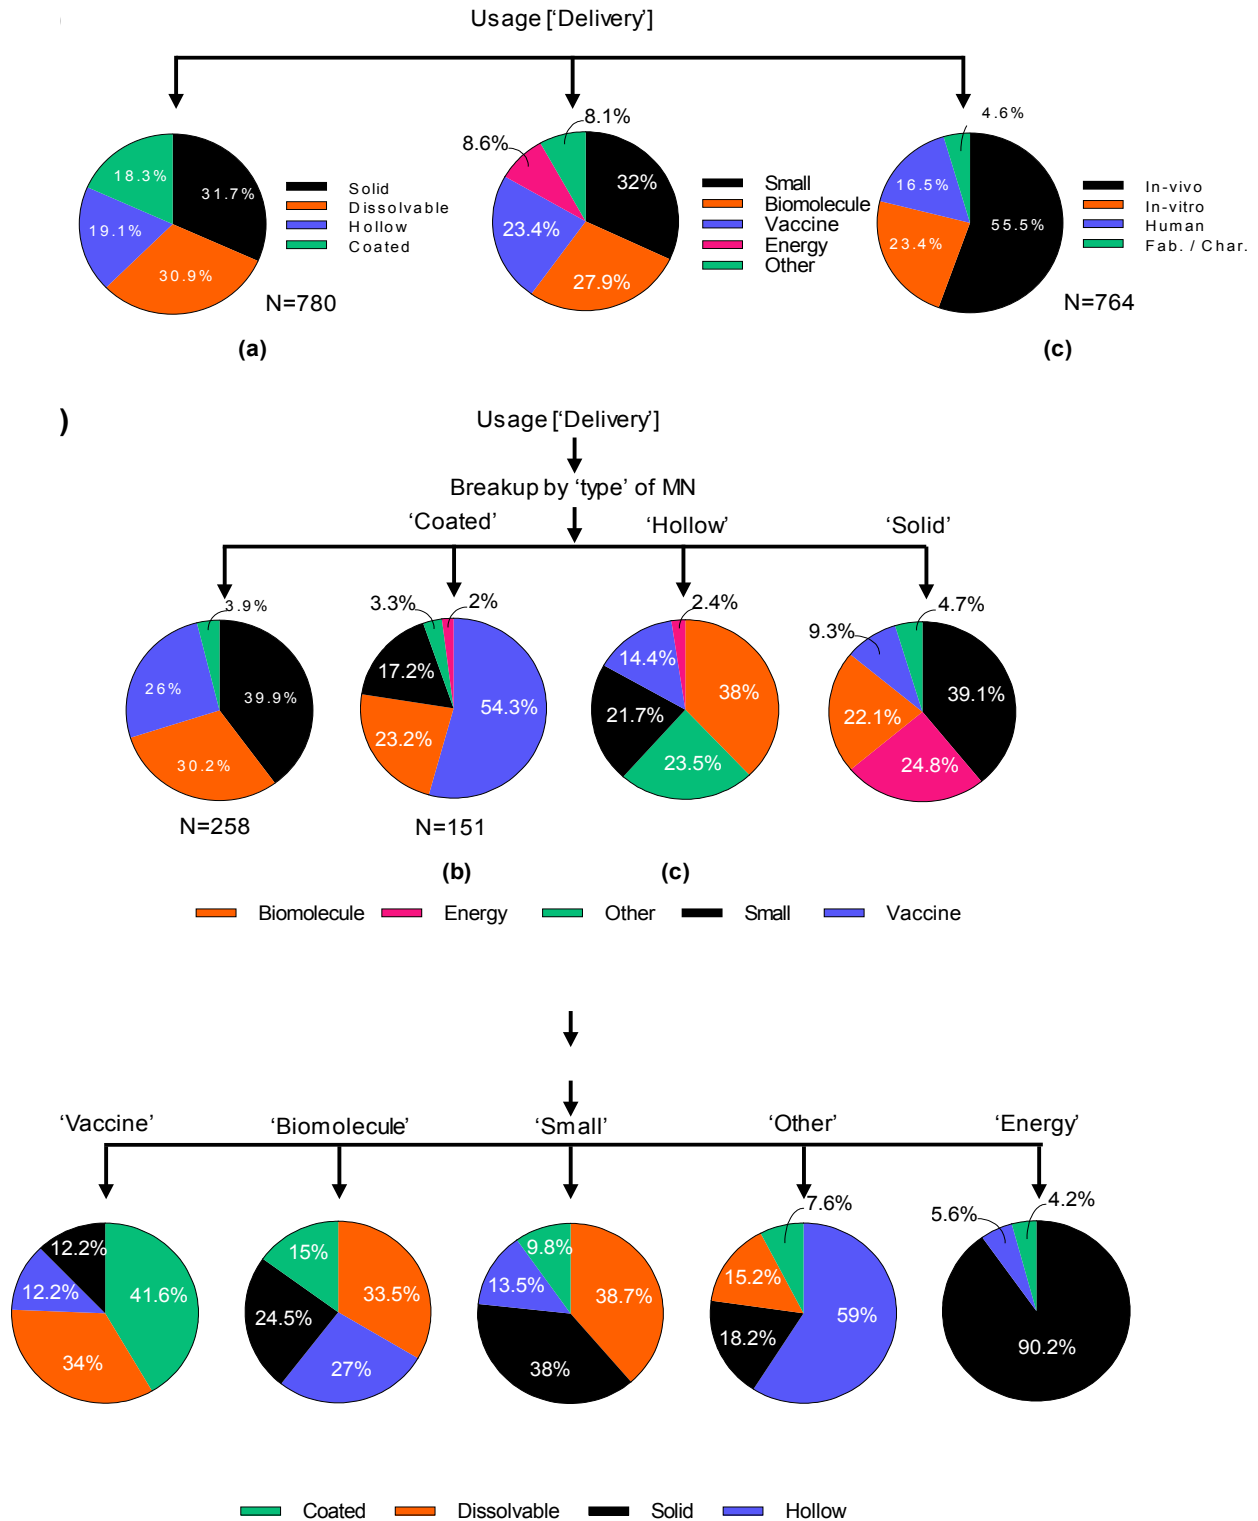 Usage [‘Delivery’]
18.3%
31.7%
19.1%
30.9%
Solid
Dissolvable
Hollow
Coated
N=780
(a)
8.1%
8.6%
32%
23.4%
27.9%
Small
Biomolecule
Vaccine
Energy
Other
4.6%
16.5%
55.5%
23.4%
In-vivo
In-vitro
Human
Fab. / Char.
N=764
(c)
)
Usage [‘Delivery’]
Breakup by ‘type’ of MN
‘Coated’
‘Hollow’
‘Solid’
3.9%
26%
39.9%
30.2%
N=258
3.3%
2%
17.2%
54.3%
23.2%
N=151
(b)
2.4%
14.4%
38%
21.7%
23.5%
(c)
4.7%
9.3%
39.1%
22.1%
24.8%
Biomolecule
Energy
Other
Small
Vaccine
‘Vaccine’
‘Biomolecule’
‘Small’
‘Other’
‘Energy’
12.2%
12.2%
41.6%
34%
15%
33.5%
24.5%
27%
9.8%
13.5%
38.7%
38%
7.6%
15.2%
59%
18.2%
5.6%
4.2%
90.2%
Coated
Dissolvable
Solid
Hollow